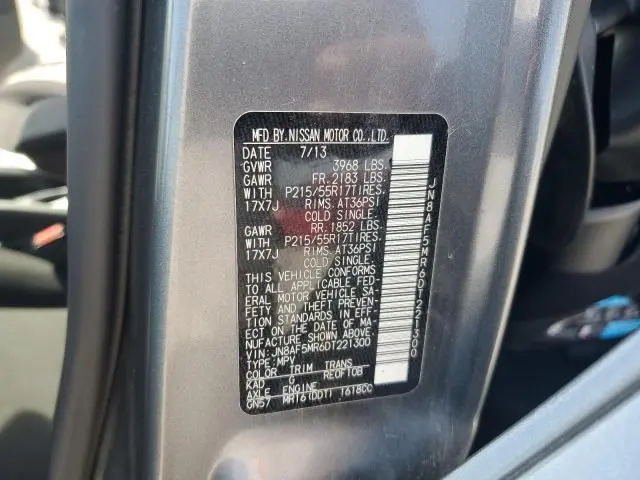 MFD BY.NISSAN MOTOR CO.,LTD.
DATE 7/13
GVWR 3968 LBS.
GAWR FR.2183 LBS.
WITH P215/55R17TIRES.
17X7J RIMS.AT36PSI
COLD SINGLE.
GAWR RR.1852 LBS.
WITH P215/55R17TIRES.
17X7J RIMS.AT36PSI
COLD SINGLE.
THIS VEHICLE CONFORMS
TO ALL APPLICABLE FED-
ERAL MOTOR VEHICLE SA-
FETY AND THEFT PREVEN-
TION STANDARDS IN EFF-
ECT ON THE DATE OF MA-
NUFACTURE SHOWN ABOVE.
VIN: JN8AF5MR6DT221300
TYPE: MPV
COLOR TRIM TRANS
KAD G RE0F10B
AXLE ENGINE
GN57 MR16(DDT) 1618CC
JN8AF5MR6DT221300